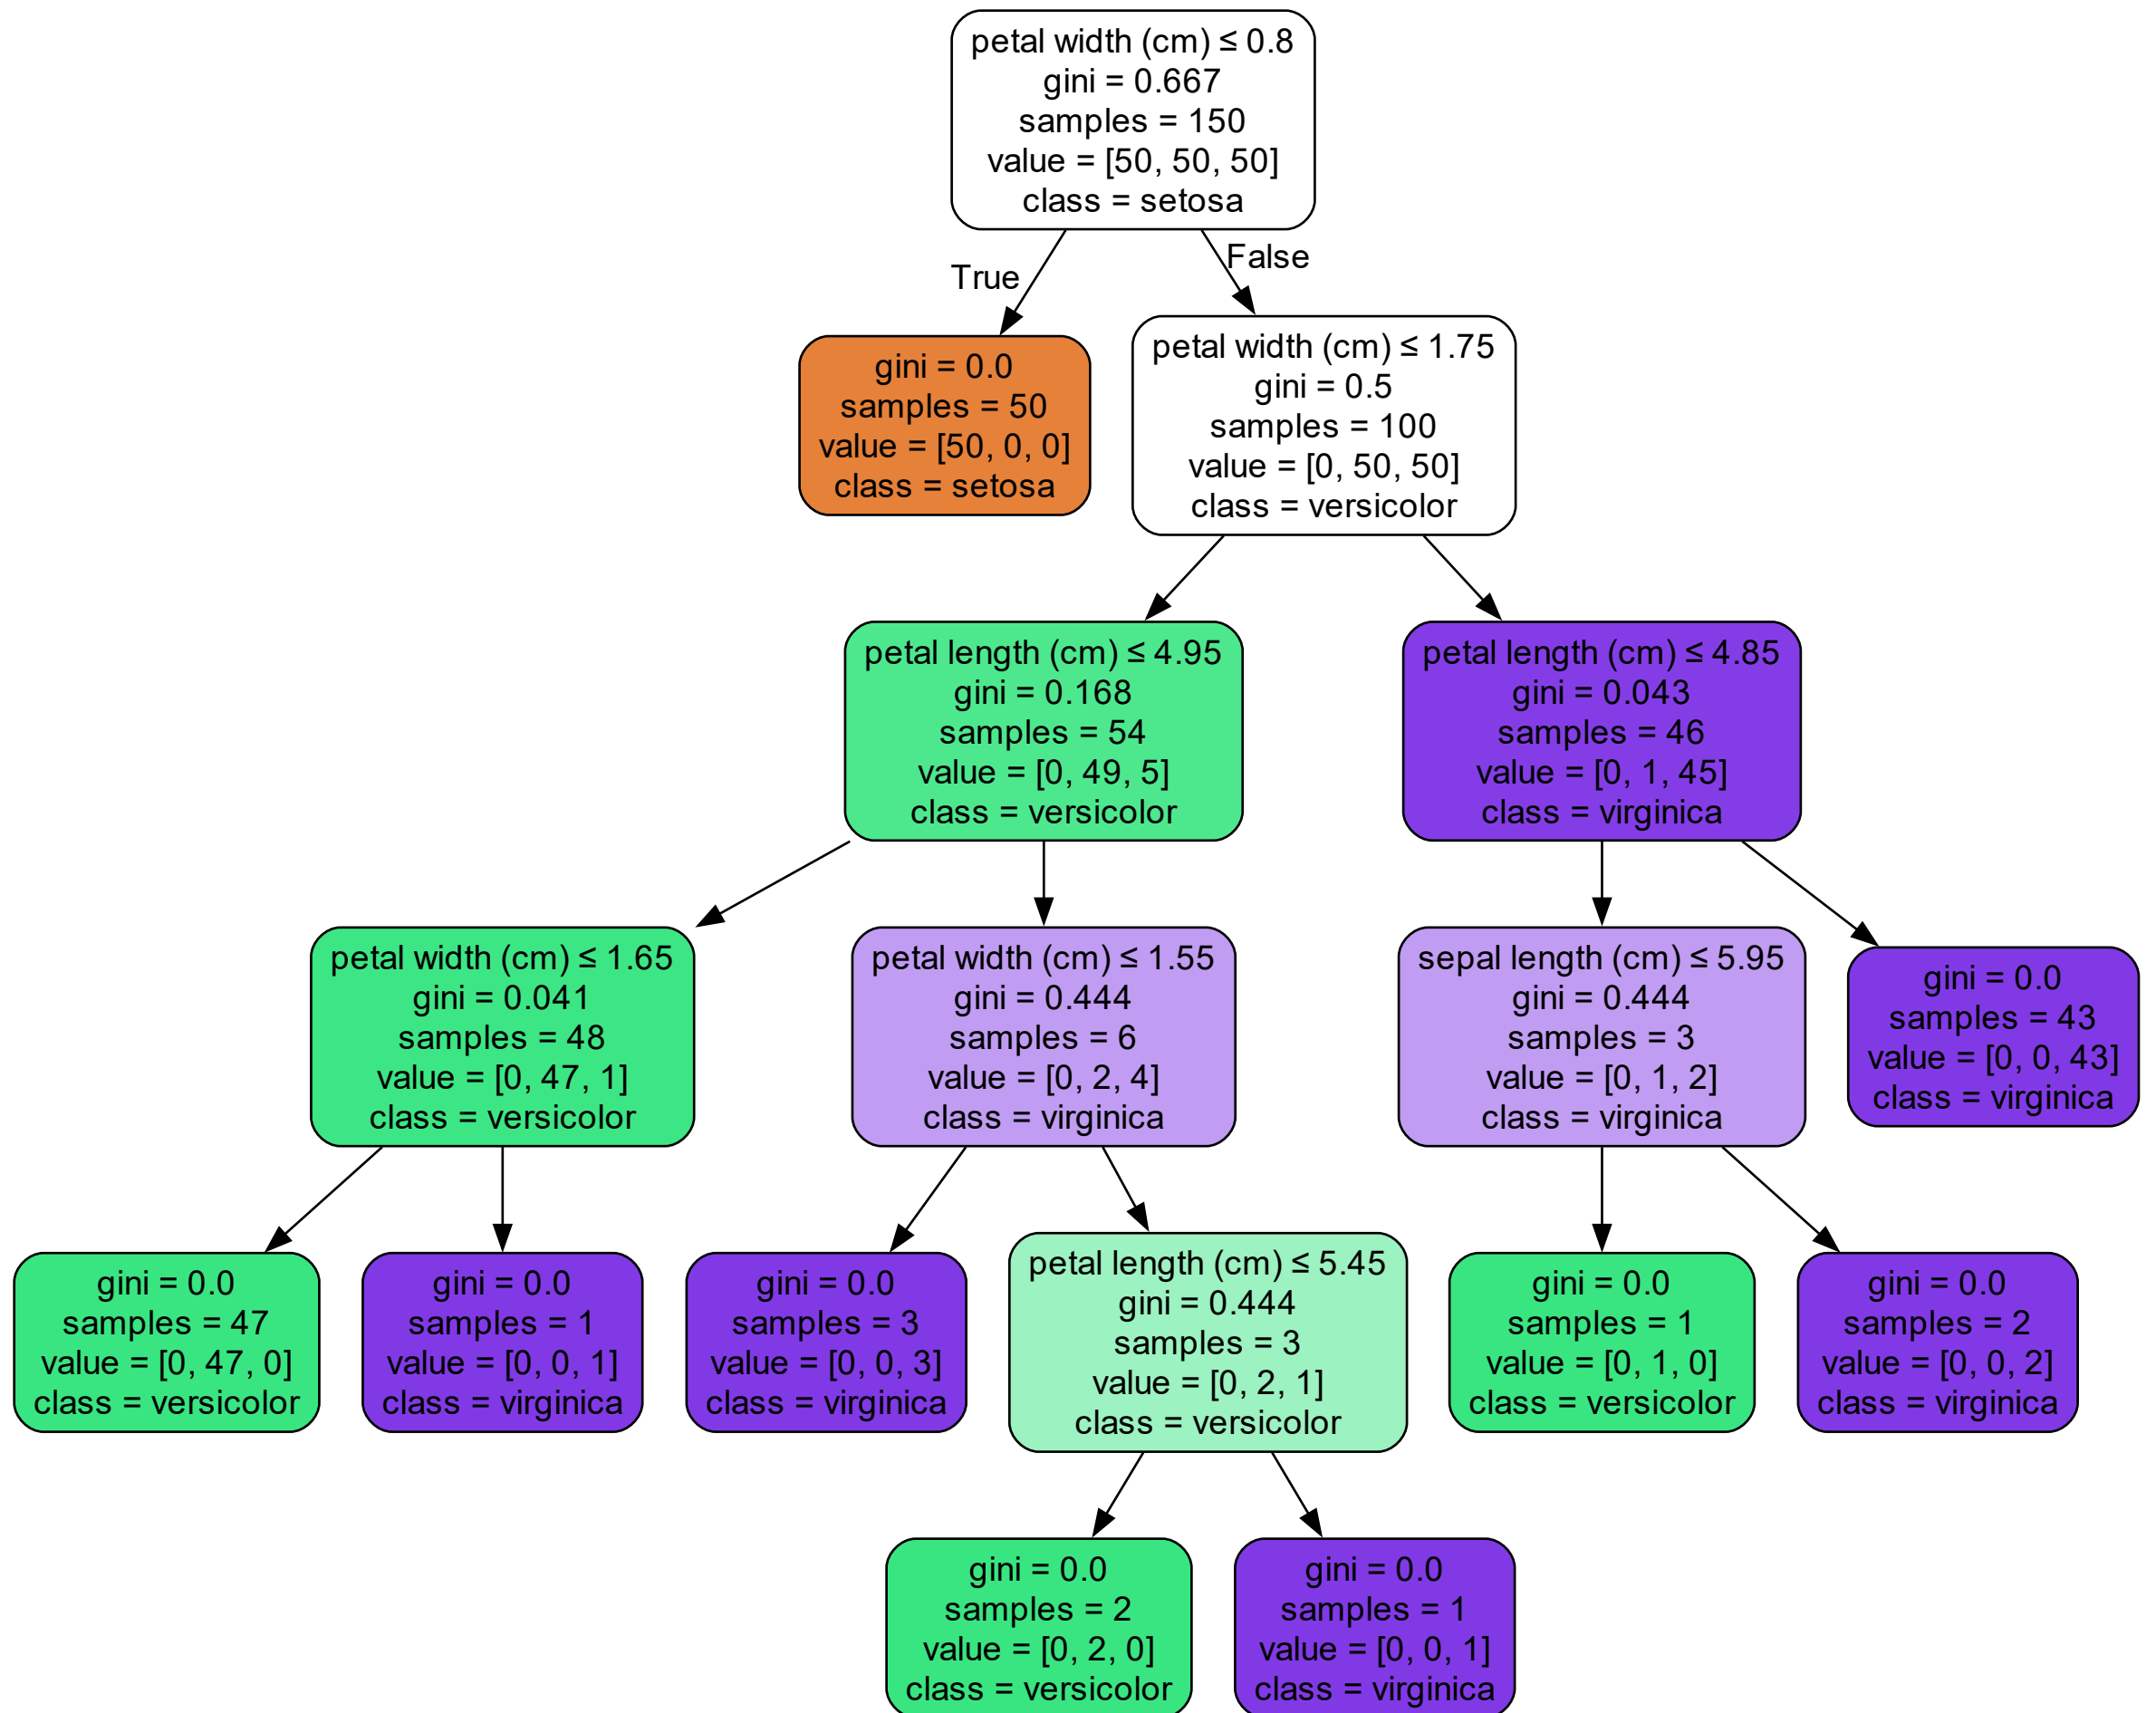 petal width (cm) ≤ 0.8
gini = 0.667
samples = 150
value = [50, 50, 50]
class = setosa
True
False
gini = 0.0
samples = 50
value = [50, 0, 0]
class = setosa
petal width (cm) ≤ 1.75
gini = 0.5
samples = 100
value = [0, 50, 50]
class = versicolor
petal length (cm) ≤ 4.95
gini = 0.168
samples = 54
value = [0, 49, 5]
class = versicolor
petal length (cm) ≤ 4.85
gini = 0.043
samples = 46
value = [0, 1, 45]
class = virginica
petal width (cm) ≤ 1.65
gini = 0.041
samples = 48
value = [0, 47, 1]
class = versicolor
petal width (cm) ≤ 1.55
gini = 0.444
samples = 6
value = [0, 2, 4]
class = virginica
sepal length (cm) ≤ 5.95
gini = 0.444
samples = 3
value = [0, 1, 2]
class = virginica
gini = 0.0
samples = 43
value = [0, 0, 43]
class = virginica
gini = 0.0
samples = 47
value = [0, 47, 0]
class = versicolor
gini = 0.0
samples = 1
value = [0, 0, 1]
class = virginica
gini = 0.0
samples = 3
value = [0, 0, 3]
class = virginica
petal length (cm) ≤ 5.45
gini = 0.444
samples = 3
value = [0, 2, 1]
class = versicolor
gini = 0.0
samples = 1
value = [0, 1, 0]
class = versicolor
gini = 0.0
samples = 2
value = [0, 0, 2]
class = virginica
gini = 0.0
samples = 2
value = [0, 2, 0]
class = versicolor
gini = 0.0
samples = 1
value = [0, 0, 1]
class = virginica